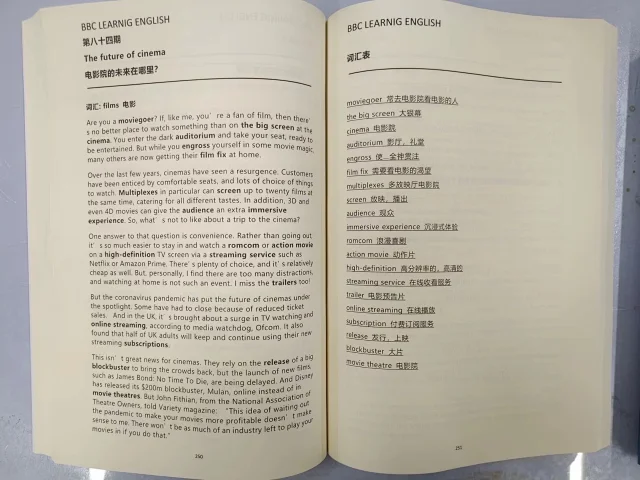 BBC LEARNIG ENGLISH
第八十四期
The future of cinema
电影院的未来在哪里?
词汇: films 电影
Are you a moviegoer? If, like me, you're a fan of film, then there'
s no better place to watch something than on the big screen at the
cinema. You enter the dark auditorium and take your seat, ready to
be entertained. But while you engross yourself in some movie magic,
many others are now getting their film fix at home.
Over the last few years, cinemas have seen a resurgence. Customers
have been enticed by comfortable seats, and lots of choice of things
to watch. Multiplexes in particular can screen up to twenty films at
the same time, catering for all different tastes. In addition, 3D and
even 4D movies can give the audience an extra immersive
experience. So, what's not to like about a trip to the cinema?
One answer to that question is convenience. Rather than going out
it's so much easier to stay in and watch a romcom or action movie
on a high-definition TV screen via a streaming service such as
Netflix or Amazon Prime. There's plenty of choice, and it's relatively
cheap as well. But, personally, I find there are too many distractions,
and watching at home is not such an event. I miss the trailers too!
But the coronavirus pandemic has put the future of cinemas under
the spotlight. Some have had to close because of reduced ticket
sales. And in the UK, it's brought about a surge in TV watching and
online streaming, according to media watchdog, Ofcom. It also
found that half of UK adults will keep and continue using their new
streaming subscriptions.
This isn't great news for cinemas. They rely on the release of a big
blockbuster to bring the crowds back, but the launch of new films,
such as James Bond: No Time To Die, are being delayed. And Disney
has released its $200m blockbuster, Mulan, online instead of in
movie theatres. But John Fithian, from the National Association of
Theatre Owners, told Variety magazine: "This idea of waiting out
the pandemic to make your movies more profitable doesn't make
sense to me. There won't be as much of an industry left to play your
movies in if you do that."
250
BBC LEARNIG ENGLISH
词汇表
moviegoer 常去电影院看电影的人
the big screen 大银幕
cinema 电影院
auditorium 影厅，礼堂
engross 使…全神贯注
film fix 需要看电影的渴望
multiplexes 多放映厅电影院
screen 放映，播出
audience 观众
immersive experience 沉浸式体验
romcom 浪漫喜剧
action movie 动作片
high-definition 高分辨率的，高清的
streaming service 在线收看服务
trailer 电影预告片
online streaming 在线播放
subscription 付费订阅服务
release 发行，上映
blockbuster 大片
movie theatre 电影院
251